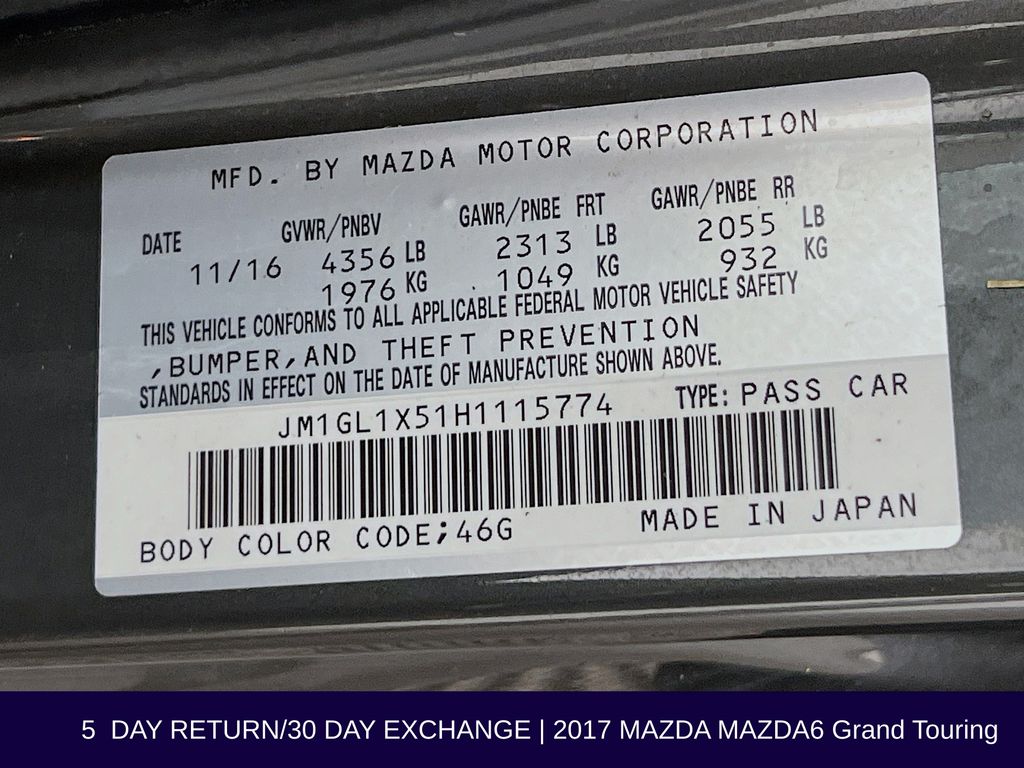 MFD. BY MAZDA MOTOR CORPORATION
DATE GVWR/PNBV GAWR/PNBE FRT GAWR/PNBE RR
11/16 4356 LB 2313 LB 2055 LB
1976 KG 1049 KG 932 KG
THIS VEHICLE CONFORMS TO ALL APPLICABLE FEDERAL MOTOR VEHICLE SAFETY
,BUMPER,AND THEFT PREVENTION
STANDARDS IN EFFECT ON THE DATE OF MANUFACTURE SHOWN ABOVE.
JM1GL1X51H1115774 TYPE: PASS CAR
BODY COLOR CODE;46G MADE IN JAPAN
5 DAY RETURN/30 DAY EXCHANGE | 2017 MAZDA MAZDA6 Grand Touring